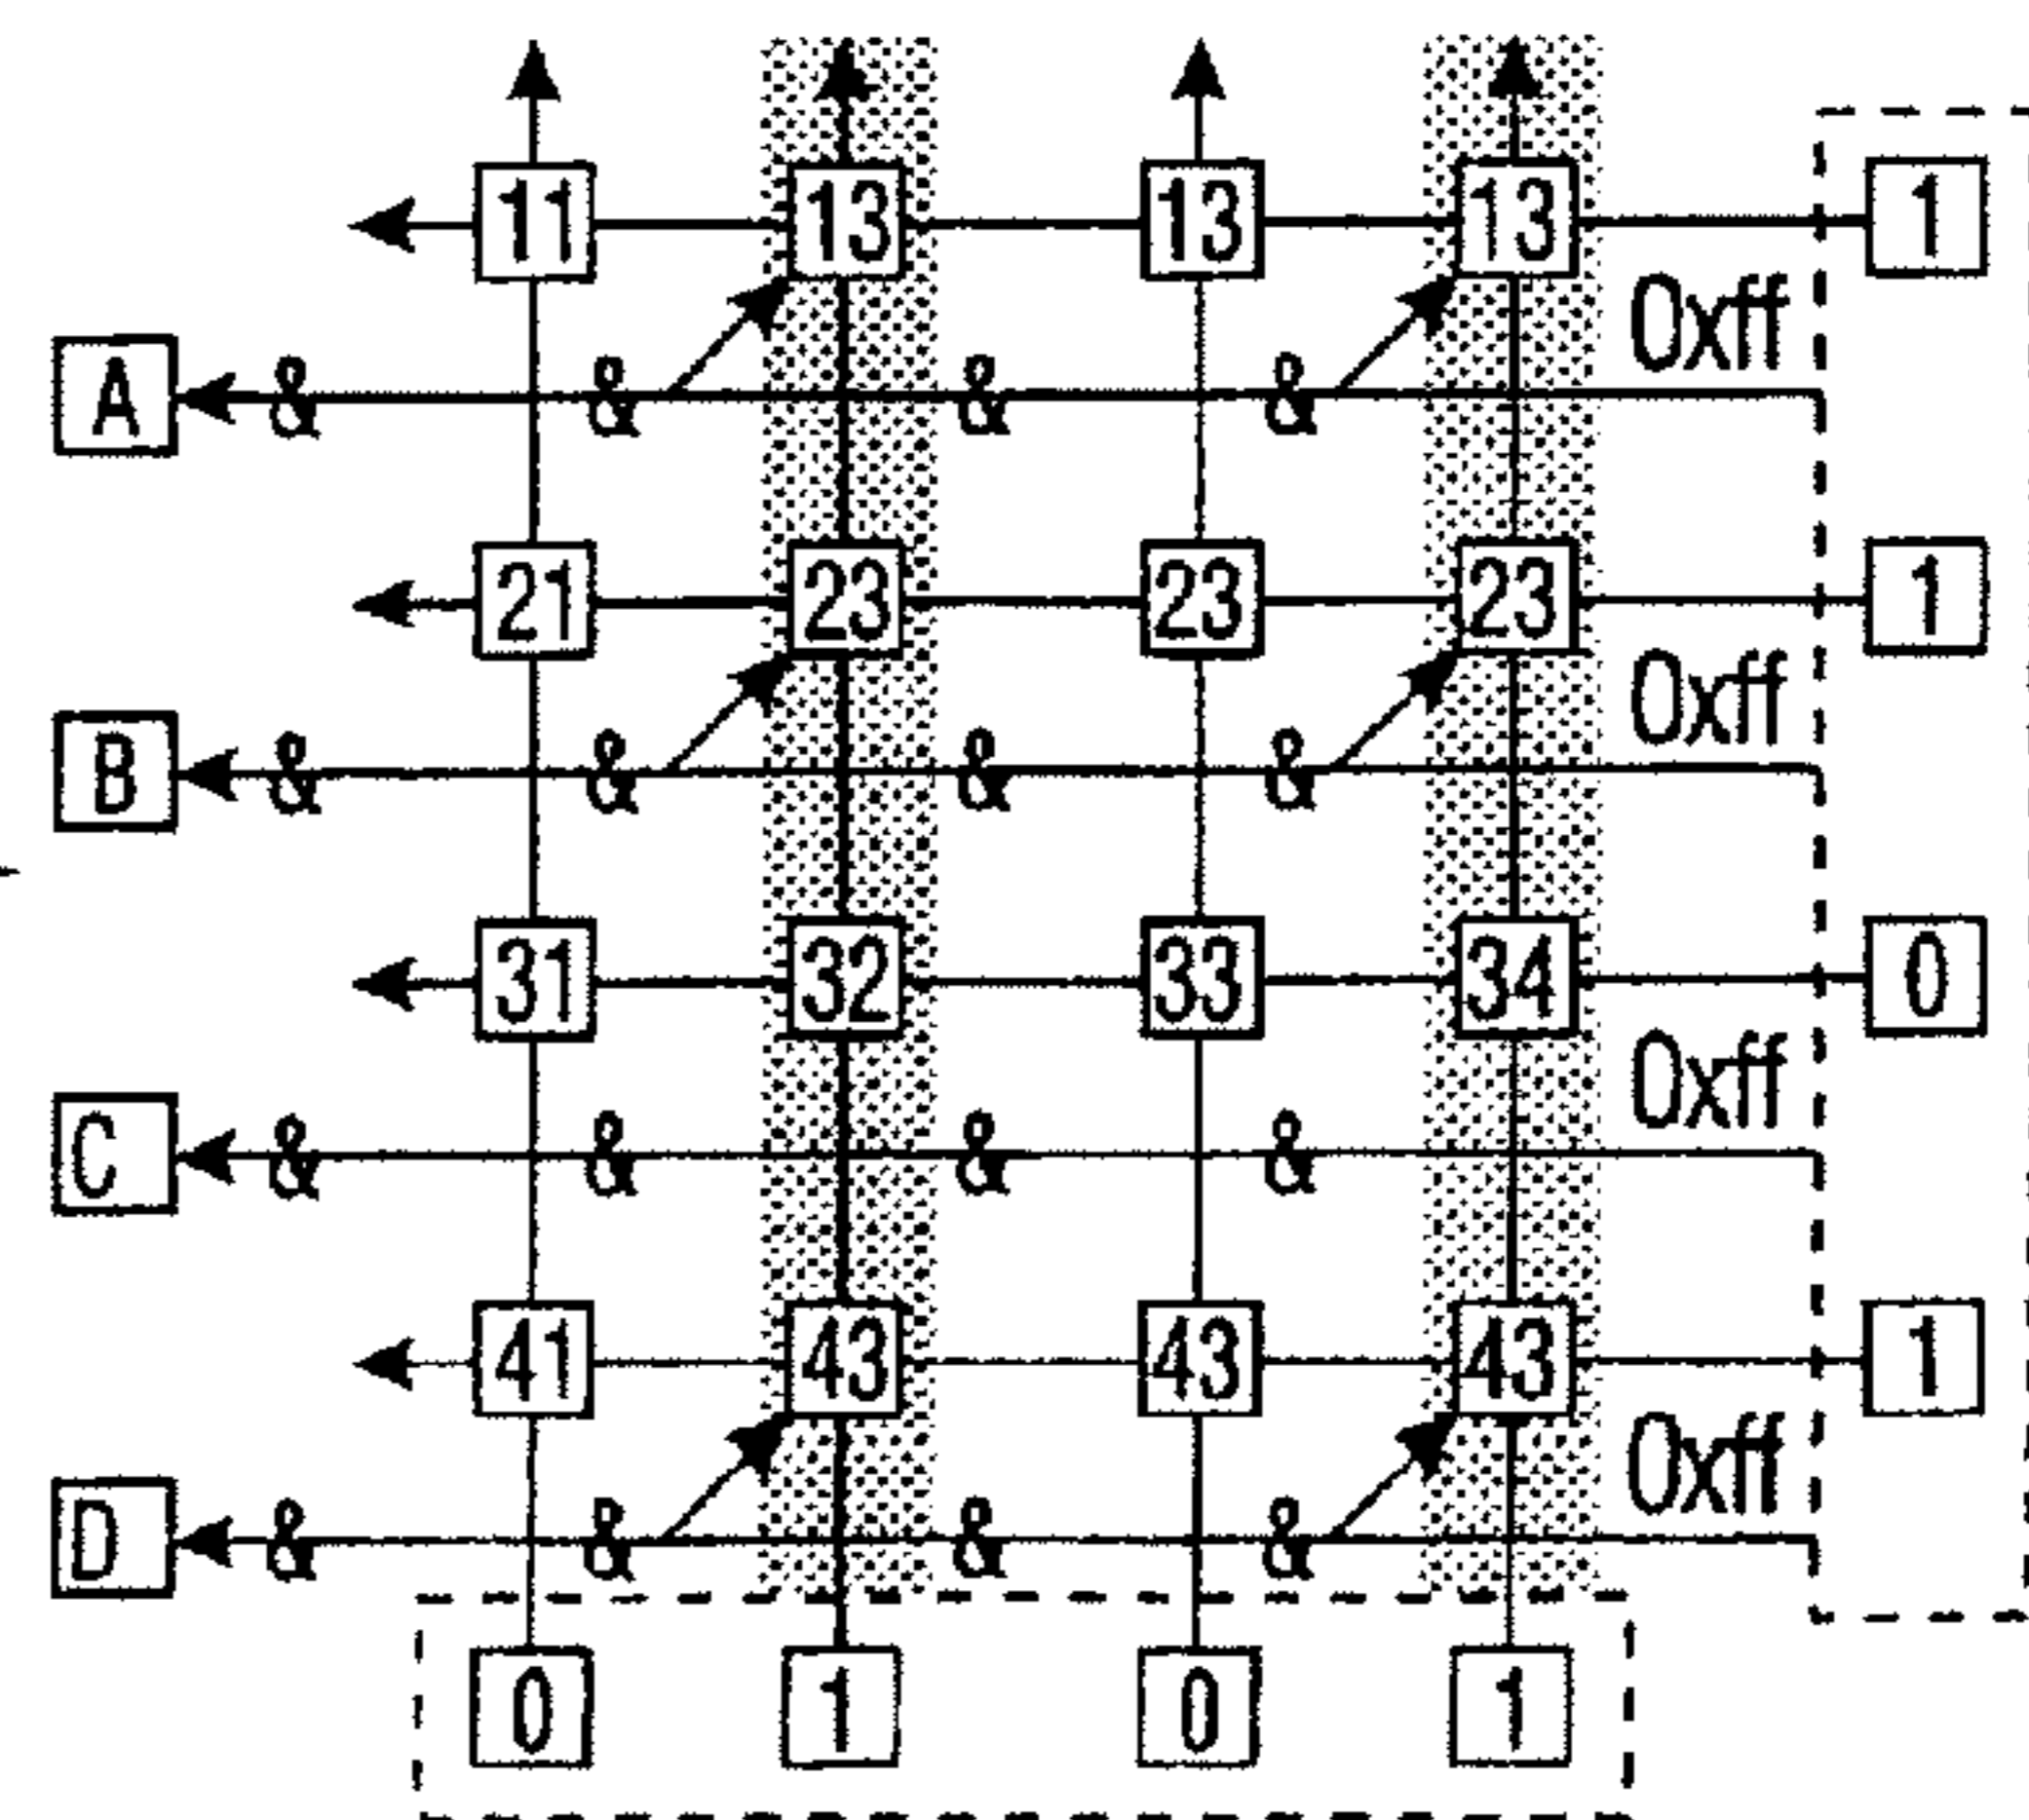 11 13 13 13 1
0xff
A & & & &
21 23 23 23 1
0xff
B & & & &
31 32 33 34 0
0xff
C & & & &
41 43 43 43 1
0xff
D & & & &
0 1 0 1